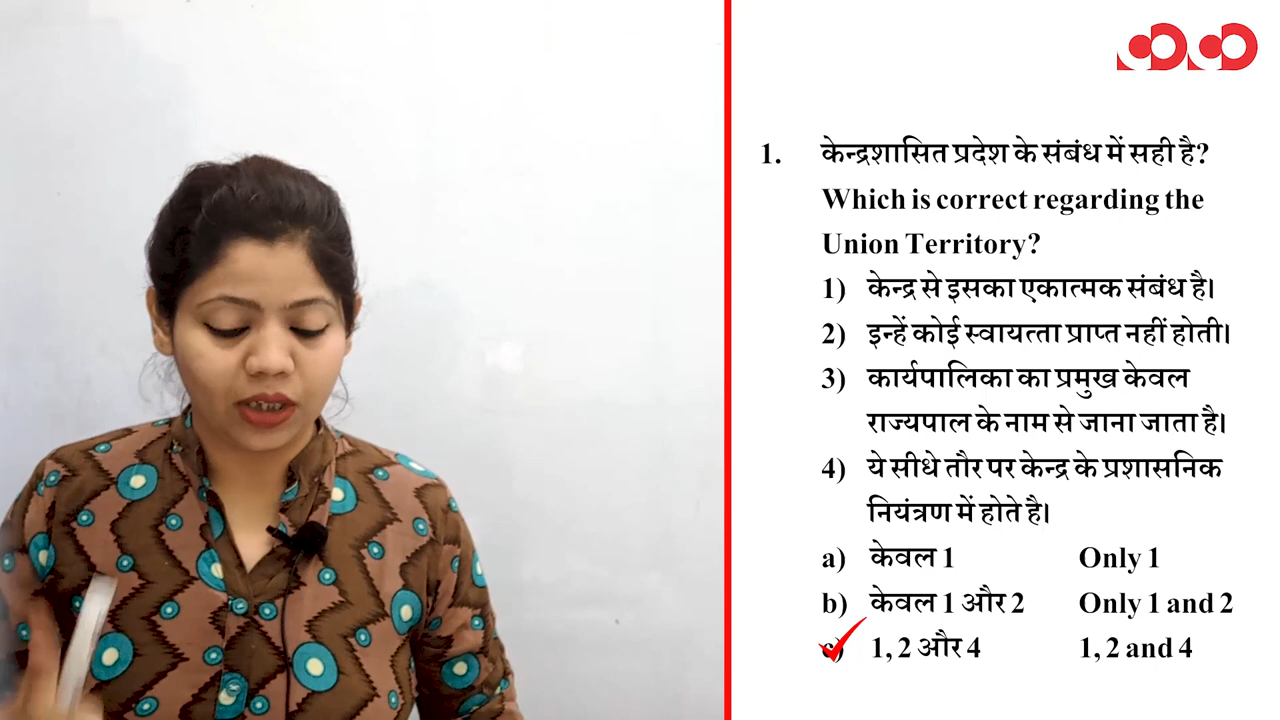 1. केन्द्रशासित प्रदेश के संबंध में सही है?
Which is correct regarding the
Union Territory?
1) केन्द्र से इसका एकात्मक संबंध है।
2) इन्हें कोई स्वायत्ता प्राप्त नहीं होती।
3) कार्यपालिका का प्रमुख केवल
राज्यपाल के नाम से जाना जाता है।
4) ये सीधे तौर पर केन्द्र के प्रशासनिक
नियंत्रण में होते है।
a) केवल 1 Only 1
b) केवल 1 और 2 Only 1 and 2
c) 1, 2 और 4 1, 2 and 4